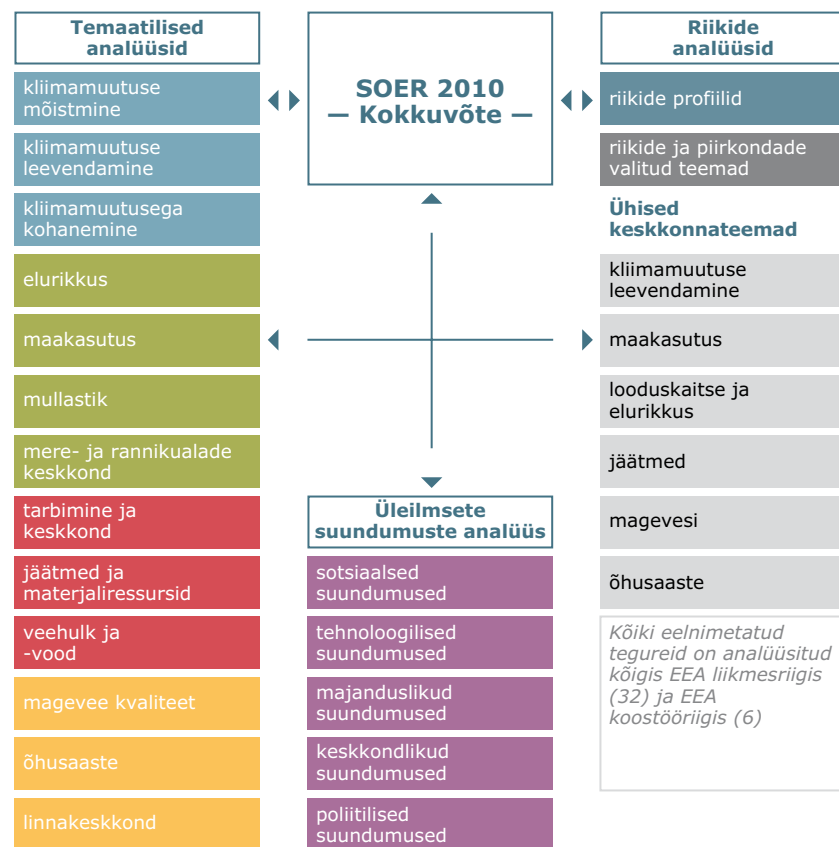 Temaatilised
analüüsid
kliimamuutuse
mõistmine
kliimamuutuse
leevendamine
kliimamuutusega
kohanemine
elurikkus
maakasutus
mullastik
mere- ja rannikualade
keskkond
tarbimine ja
keskkond
jäätmed ja
materjaliressursid
veehulk ja
-vood
magevee kvaliteet
õhusaaste
linnakeskkond
SOER 2010
— Kokkuvõte —
Üleilmsete
suundumuste analüüs
sotsiaalsed
suundumused
tehnoloogilised
suundumused
majanduslikud
suundumused
keskkondlikud
suundumused
poliitilised
suundumused
Riikide
analüüsid
riikide profiilid
riikide ja piirkondade
valitud teemad
Ühised
keskkonnateemad
kliimamuutuse
leevendamine
maakasutus
looduskaitse ja
elurikkus
jäätmed
magevesi
õhusaaste
Kõiki eelnimetatud
tegureid on analüüsitud
kõigis EEA liikmesriigis
(32) ja EEA
koostööriigis (6)